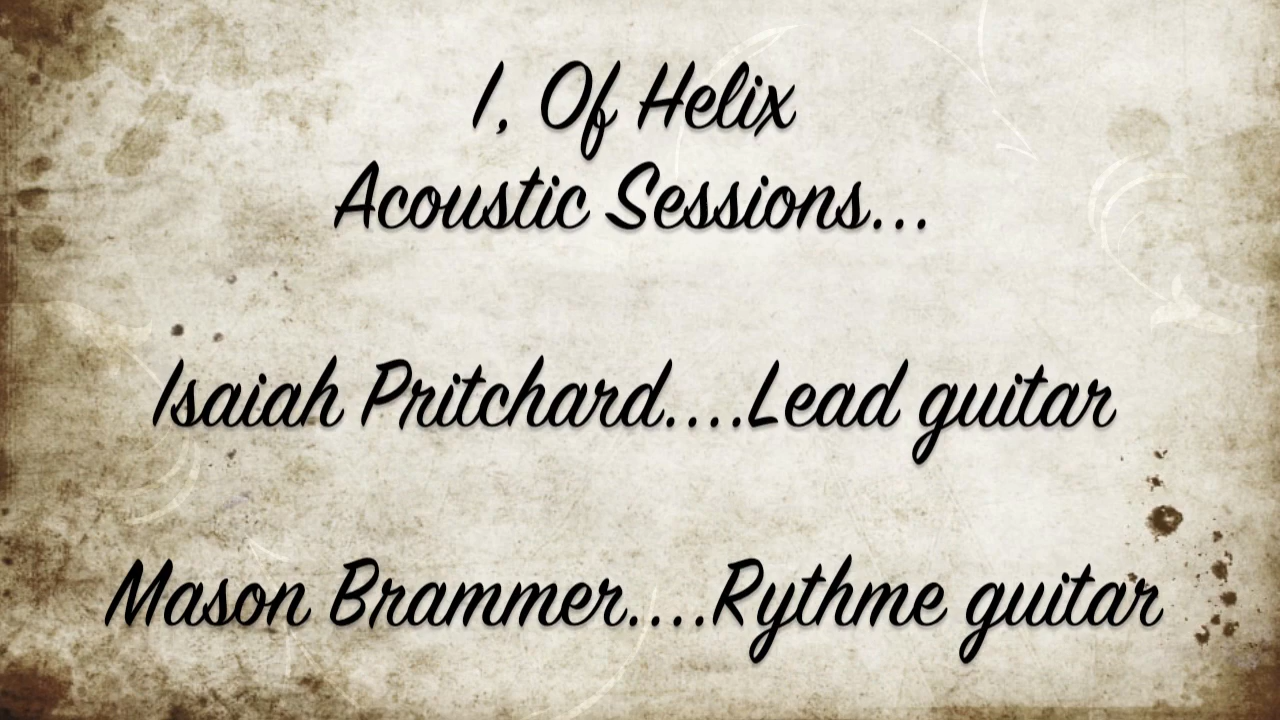 I, Of Helix
Acoustic Sessions...
Isaiah Pritchard....Lead guitar
Mason Brammer....Rythme guitar